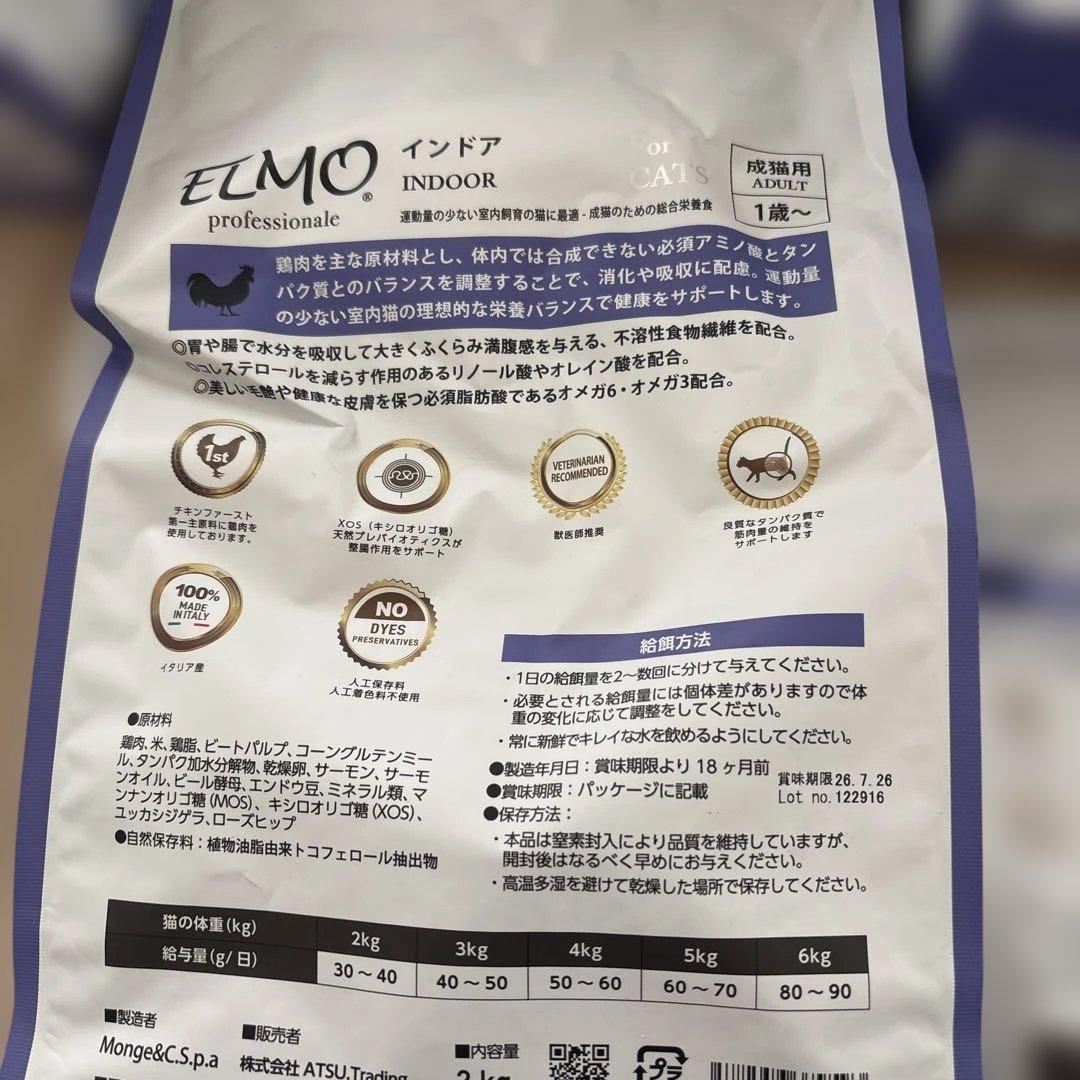 ELMO®
professionale
インドア
INDOOR
For
CATS
成猫用
ADULT
1歳～
運動量の少ない室内飼育の猫に最適 - 成猫のための総合栄養食
鶏肉を主な原材料とし、体内では合成できない必須アミノ酸とタン
パク質とのバランスを調整することで、消化や吸収に配慮。運動量
の少ない室内猫の理想的な栄養バランスで健康をサポートします。
◎胃や腸で水分を吸収して大きくふくらみ満腹感を与える、不溶性食物繊維を配合。
◎コレステロールを減らす作用のあるリノール酸やオレイン酸を配合。
◎美しい毛艶や健康な皮膚を保つ必須脂肪酸であるオメガ6・オメガ3配合。
1st
チキンファースト
第一主原料に鶏肉を
使用しております。
XOS（キシロオリゴ糖）
天然プレバイオティクスが
整腸作用をサポート
VETERINARIAN
RECOMMENDED
獣医師推奨
良質なタンパク質で
筋肉量の維持を
サポートします
100%
MADE
IN ITALY
イタリア産
NO
DYES
PRESERVATIVES
人工保存料
人工着色料不使用
●原材料
鶏肉、米、鶏脂、ビートパルプ、コーングルテンミー
ル、タンパク加水分解物、乾燥卵、サーモン、サーモ
ンオイル、ビール酵母、エンドウ豆、ミネラル類、マ
ンナンオリゴ糖（MOS）、キシロオリゴ糖（XOS）、
ユッカシジゲラ、ローズヒップ
●自然保存料：植物油脂由来トコフェロール抽出物
給餌方法
・1日の給餌量を2～数回に分けて与えてください。
・必要とされる給餌量には個体差がありますので体
重の変化に応じて調整をしてください。
・常に新鮮でキレイな水を飲めるようにしてください。
●製造年月日：賞味期限より18ヶ月前
●賞味期限：パッケージに記載
賞味期限26.7.26
Lot no.122916
●保存方法：
・本品は窒素封入により品質を維持していますが、
開封後はなるべく早めにお与えください。
・高温多湿を避けて乾燥した場所で保存してください。
猫の体重(kg) 2kg 3kg 4kg 5kg 6kg
給与量(g/日) 30～40 40～50 50～60 60～70 80～90
■製造者
Monge&C.S.p.a
■販売者
株式会社 ATSU.Trading
■内容量
2 kg
プラ